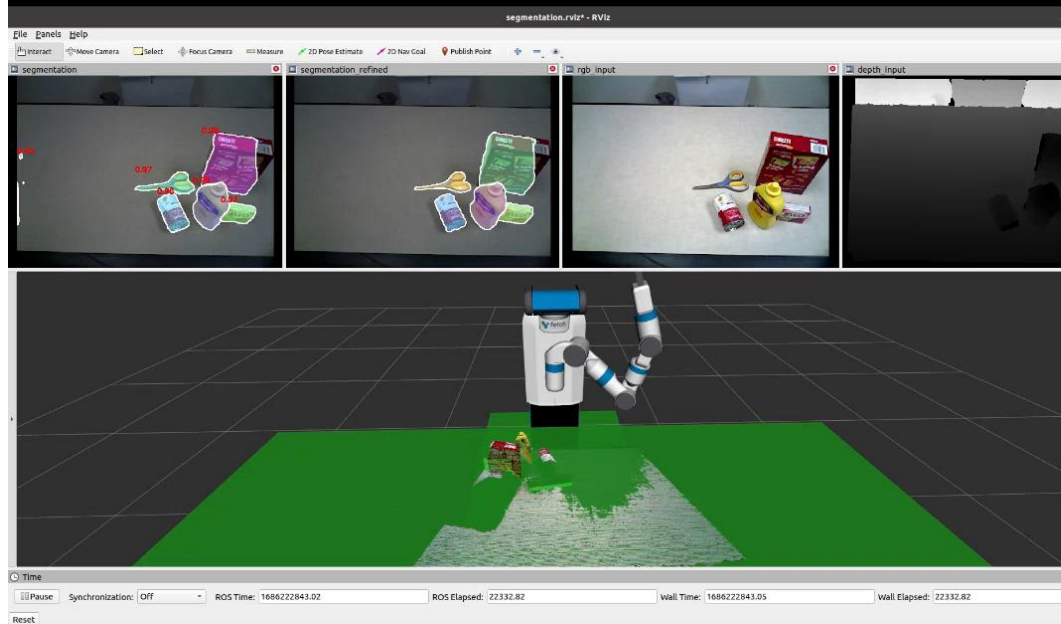 segmentation.rviz* - RViz
File Panels Help
Interact Move Camera Select Focus Camera Measure 2D Pose Estimate 2D Nav Goal Publish Point
segmentation segmentation_refined rgb_input depth_input
0.97
fetch
Time
Pause Synchronization: Off ROS Time: 1686222843.02 ROS Elapsed: 22332.82 Wall Time: 1686222843.05 Wall Elapsed: 22332.82
Reset